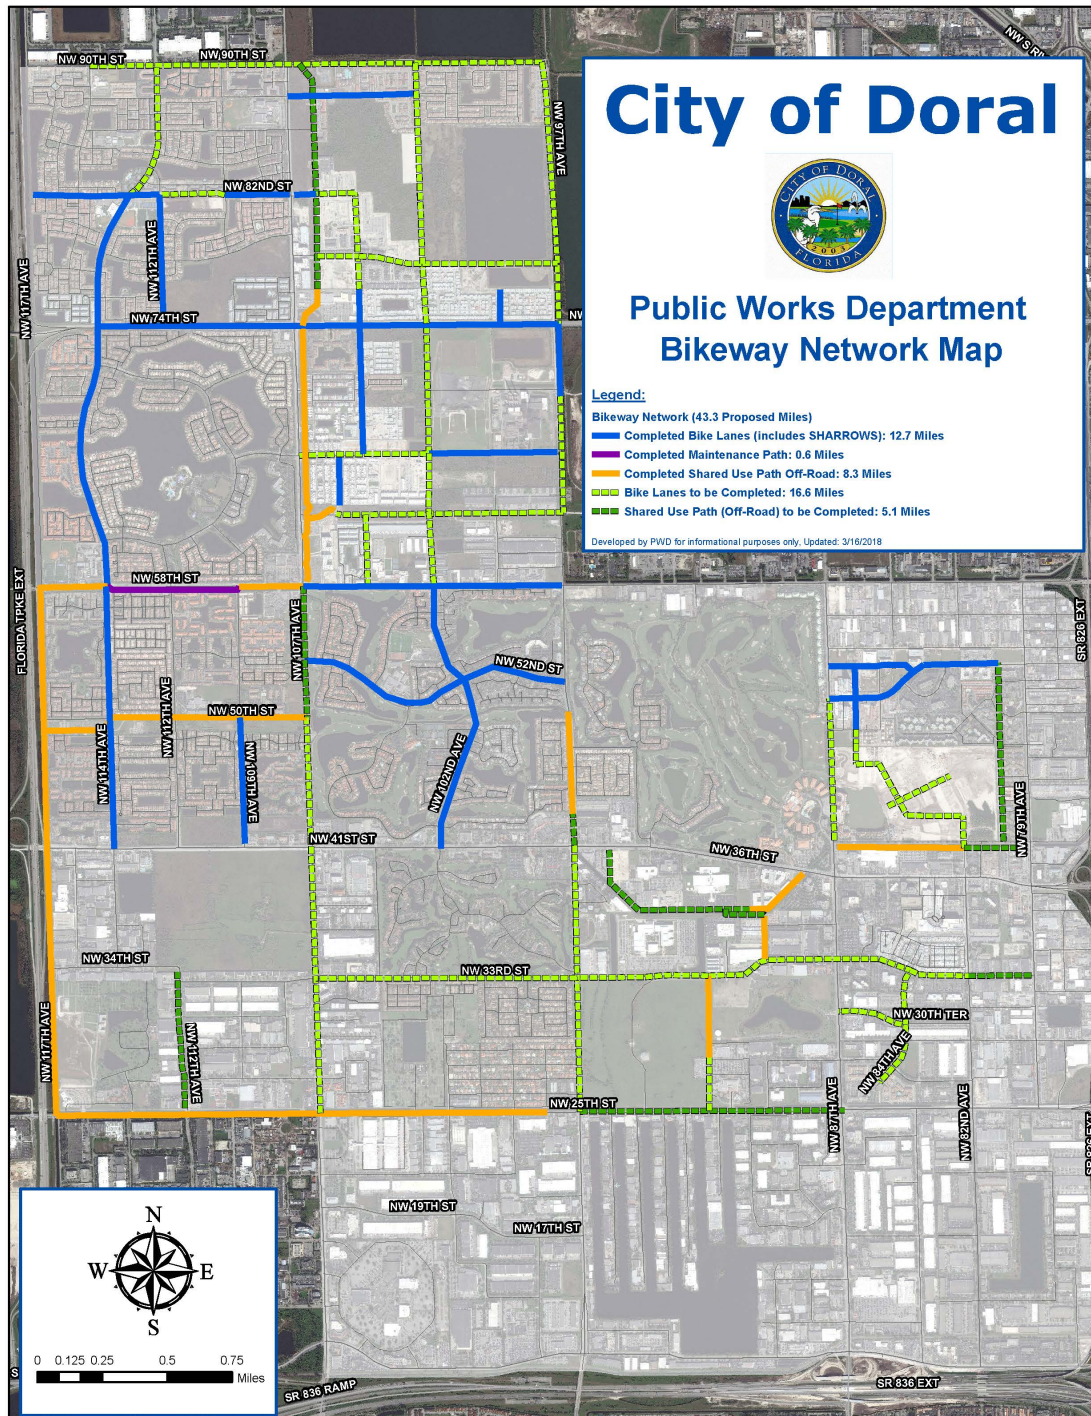 NW 90TH ST
NW 90TH ST
NW S RI
City of Doral
CITY OF DORAL
2003
FLORIDA
NW 97TH AVE
NW 82ND ST
NW 112TH AVE
NW 117TH AVE
NW 74TH ST
NW
Public Works Department
Bikeway Network Map
Legend:
Bikeway Network (43.3 Proposed Miles)
Completed Bike Lanes (includes SHARROWS): 12.7 Miles
Completed Maintenance Path: 0.6 Miles
Completed Shared Use Path Off-Road: 8.3 Miles
Bike Lanes to be Completed: 16.6 Miles
Shared Use Path (Off-Road) to be Completed: 5.1 Miles
Developed by PWD for informational purposes only, Updated: 3/16/2018
NW 58TH ST
FLORIDA TPKE EXT
NW 107TH AVE
SR 826 EXT
NW 52ND ST
NW 50TH ST
NW 112TH AVE
NW 114TH AVE
NW 109TH AVE
NW 102ND AVE
NW 79TH AVE
NW 41ST ST
NW 36TH ST
NW 34TH ST
NW 33RD ST
NW 30TH TER
NW 117TH AVE
NW 112TH AVE
NW 84TH AVE
NW 25TH ST
NW 87TH AVE
NW 82ND AVE
SR 826 EXT
NW 19TH ST
NW 17TH ST
N
W E
S
0 0.125 0.25 0.5 0.75
Miles
S
SR 836 RAMP
SR 836 EXT